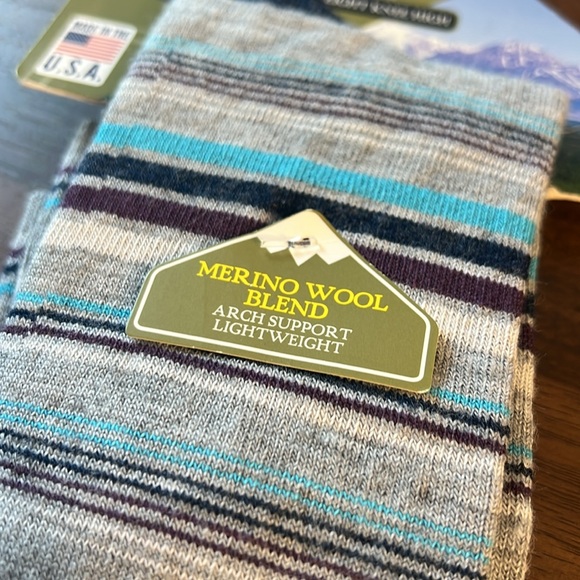 MADE IN THE
U.S.A.
MERINO WOOL
BLEND
ARCH SUPPORT
LIGHTWEIGHT